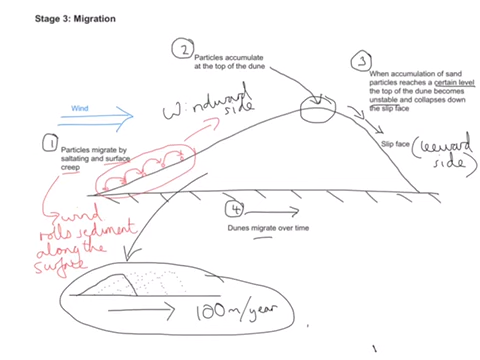 Stage 3: Migration
2
Particles accumulate
at the top of the dune
3
When accumulation of sand
particles reaches a certain level
the top of the dune becomes
unstable and collapses down
the slip face
Wind
Windward
side
1
Particles migrate by
saltating and surface
creep
Slip face
(leeward
side)
wind
rolls sediment
along the
surface
4
Dunes migrate over time
100m/year